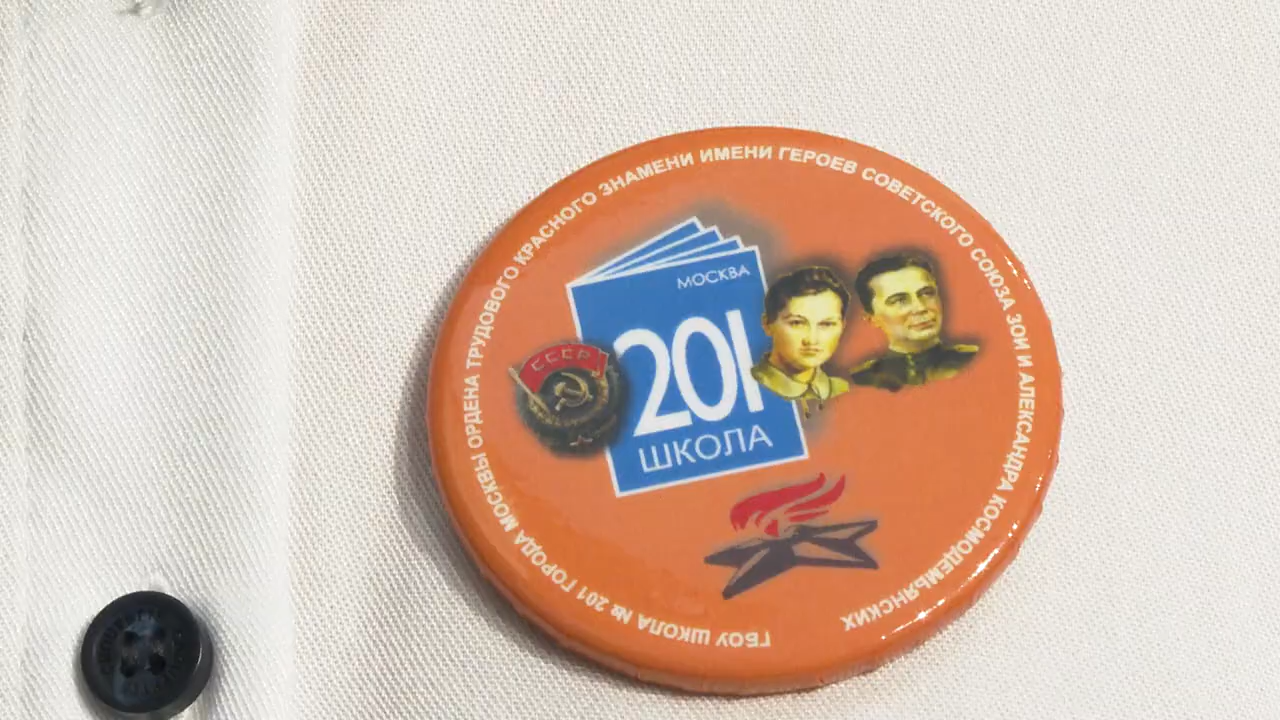 ГБОУ ШКОЛА № 201 ГОРОДА МОСКВЫ ОРДЕНА ТРУДОВОГО КРАСНОГО ЗНАМЕНИ ИМЕНИ ГЕРОЕВ СОВЕТСКОГО СОЮЗА ЗОИ И АЛЕКСАНДРА КОСМОДЕМЬЯНСКИХ
МОСКВА
201
ШКОЛА
СССР